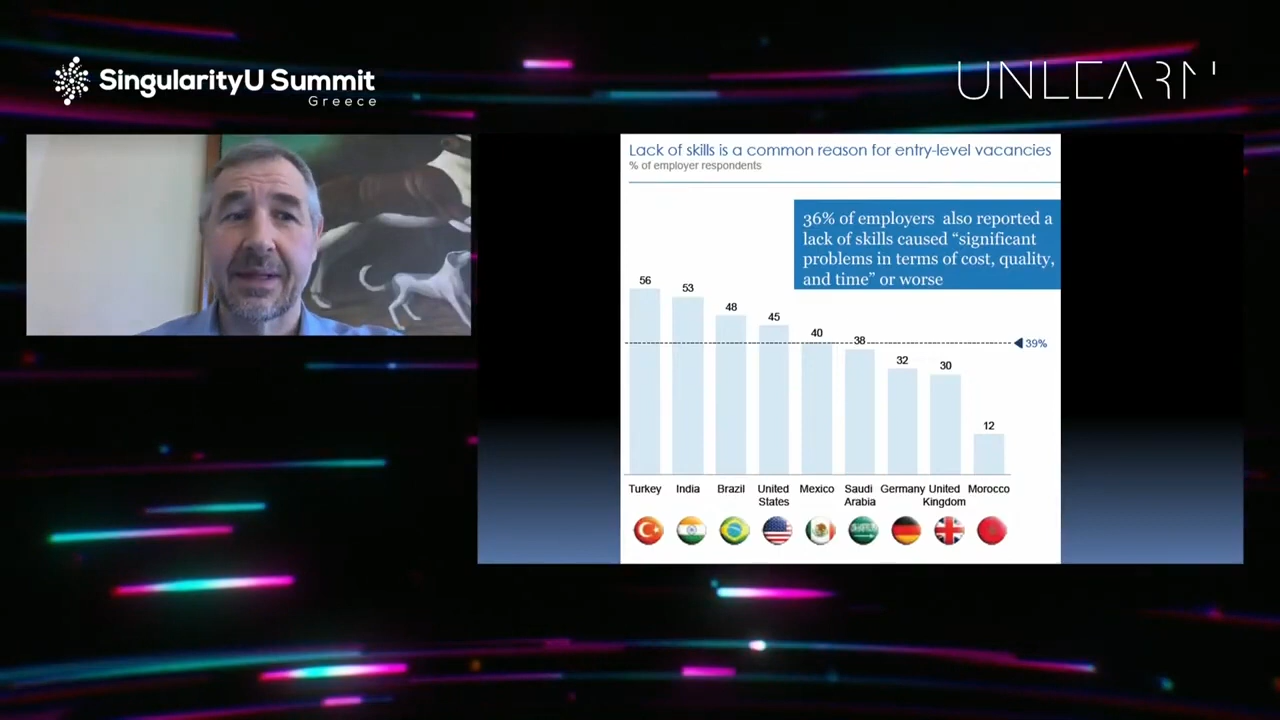 SingularityU Summit
Greece
UNLEARN
Lack of skills is a common reason for entry-level vacancies
% of employer respondents
36% of employers also reported a
lack of skills caused “significant
problems in terms of cost, quality,
and time” or worse
56
53
48
45
40
38
32
30
12
39%
Turkey
India
Brazil
United
States
Mexico
Saudi
Arabia
Germany
United
Kingdom
Morocco